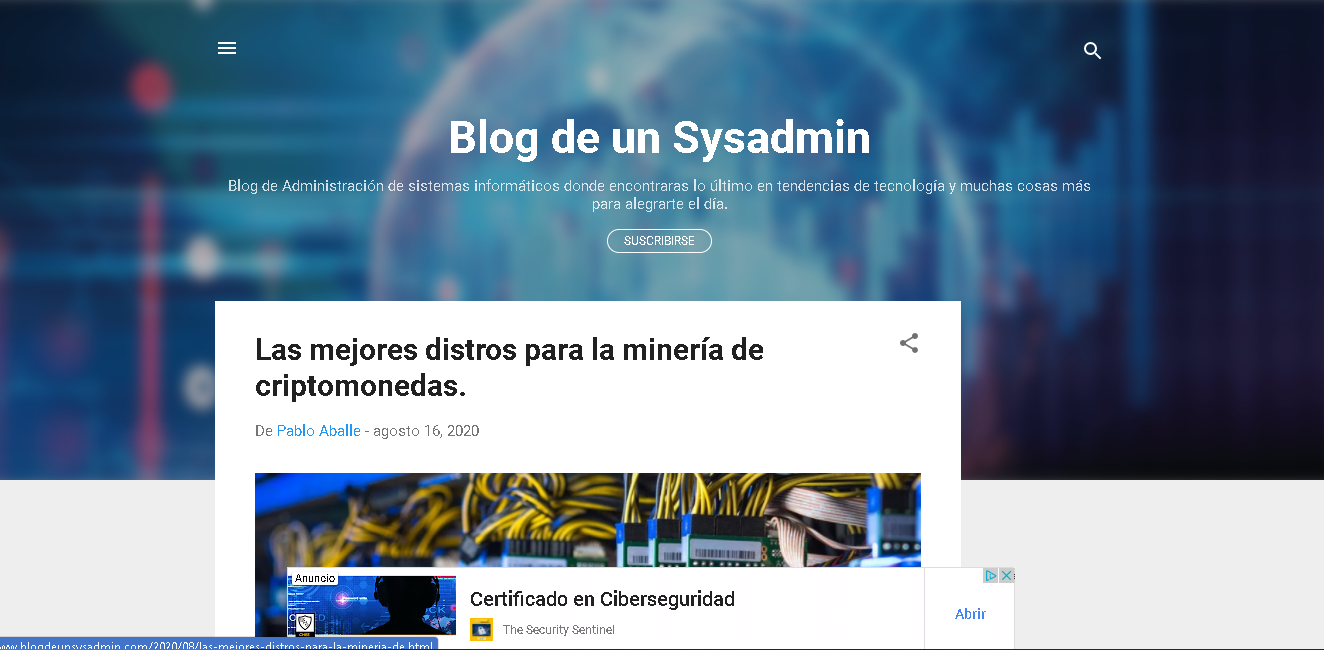 Blog de un Sysadmin
Blog de Administración de sistemas informáticos donde encontraras lo último en tendencias de tecnología y muchas cosas más
para alegrarte el día.
SUSCRIBIRSE
Las mejores distros para la minería de
criptomonedas.
De Pablo Aballe - agosto 16, 2020
Anuncio
Certificado en Ciberseguridad
The Security Sentinel
Abrir
ww.blogdeunsysadmin.com/2020/08/las-mejores-distros-para-la-mineria-de.html